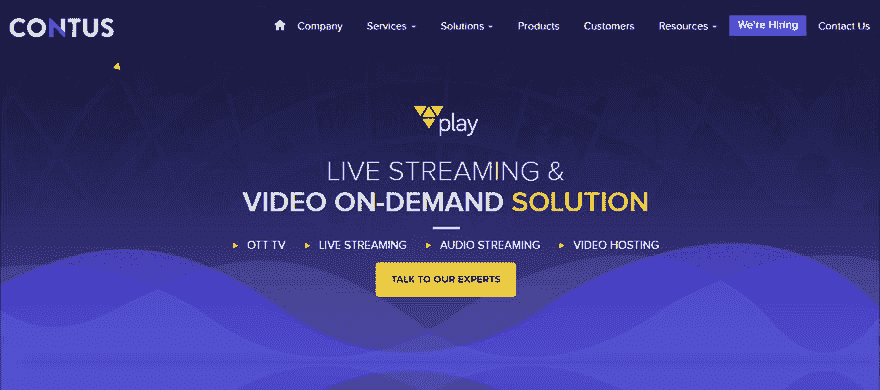 CONTUS
Company Services Solutions Products Customers Resources We're Hiring Contact Us
play
LIVE STREAMING &
VIDEO ON-DEMAND SOLUTION
OTT TV LIVE STREAMING AUDIO STREAMING VIDEO HOSTING
TALK TO OUR EXPERTS